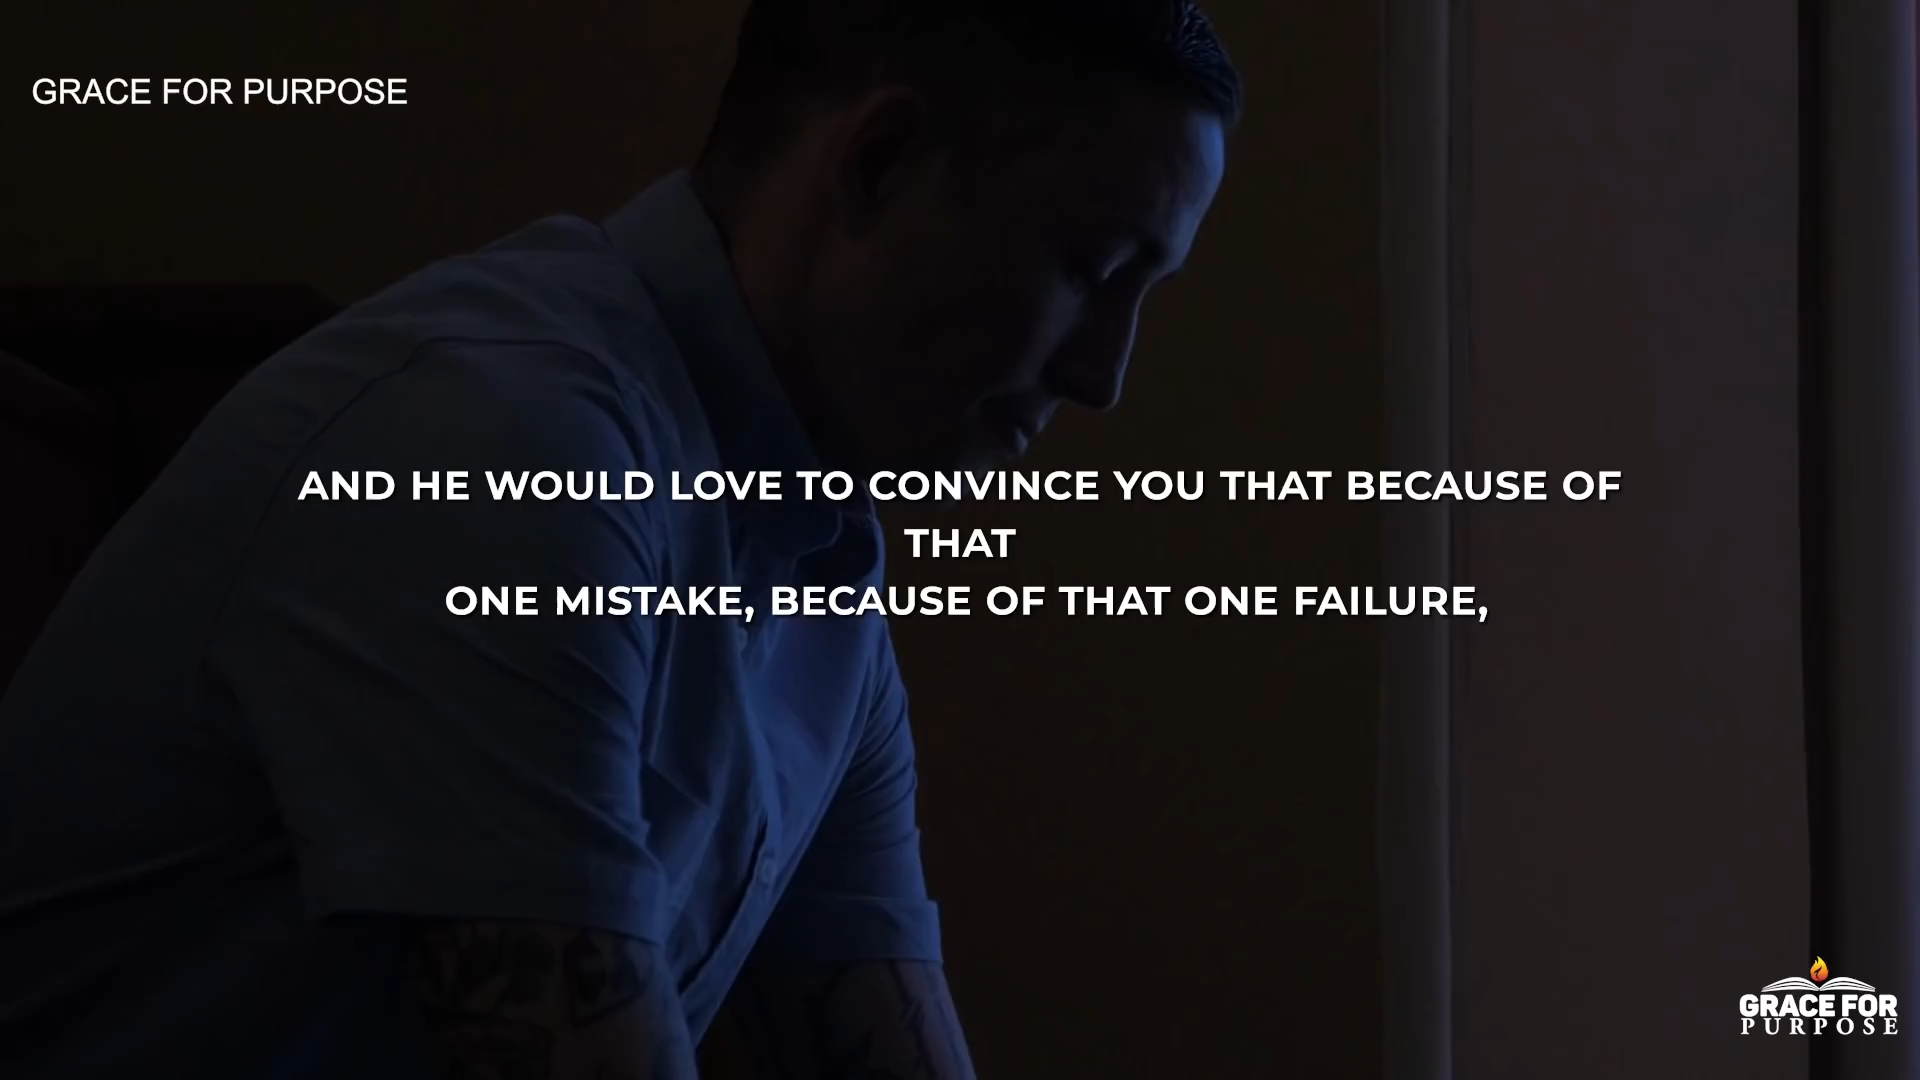 GRACE FOR PURPOSE
AND HE WOULD LOVE TO CONVINCE YOU THAT BECAUSE OF
THAT
ONE MISTAKE, BECAUSE OF THAT ONE FAILURE,
GRACE FOR
PURPOSE